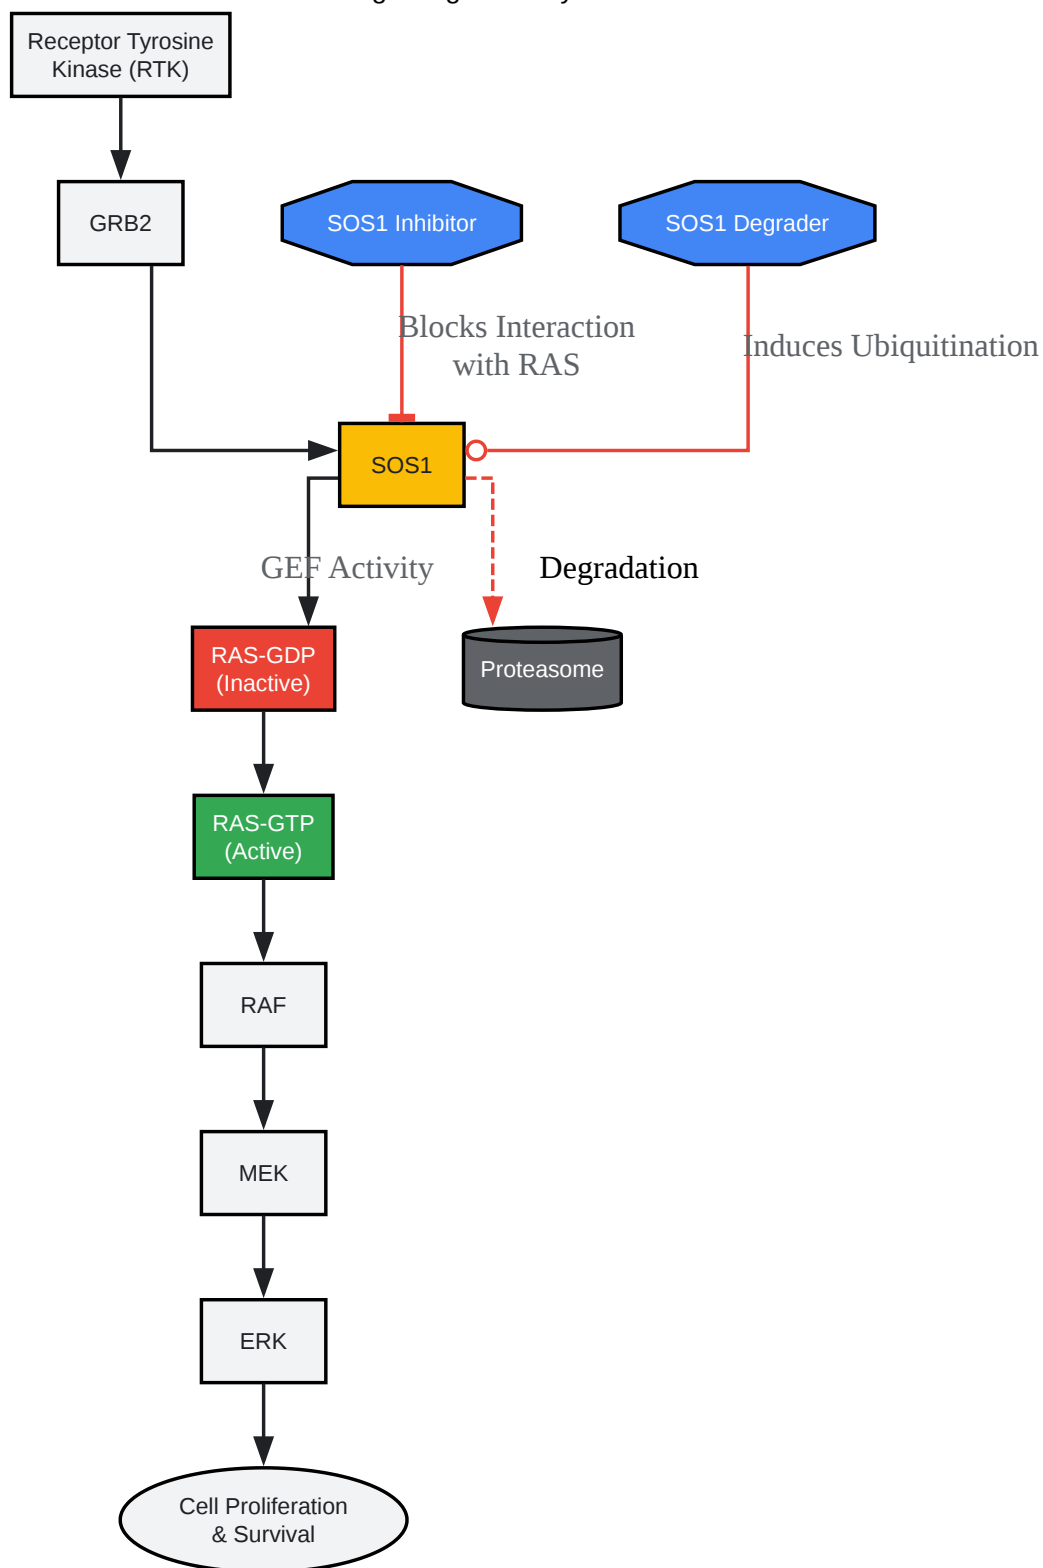 Receptor Tyrosine
Kinase (RTK)
GRB2
SOS1 Inhibitor
SOS1 Degrader
Blocks Interaction
with RAS
Induces Ubiquitination
SOS1
GEF Activity
Degradation
RAS-GDP
(Inactive)
Proteasome
RAS-GTP
(Active)
RAF
MEK
ERK
Cell Proliferation
& Survival